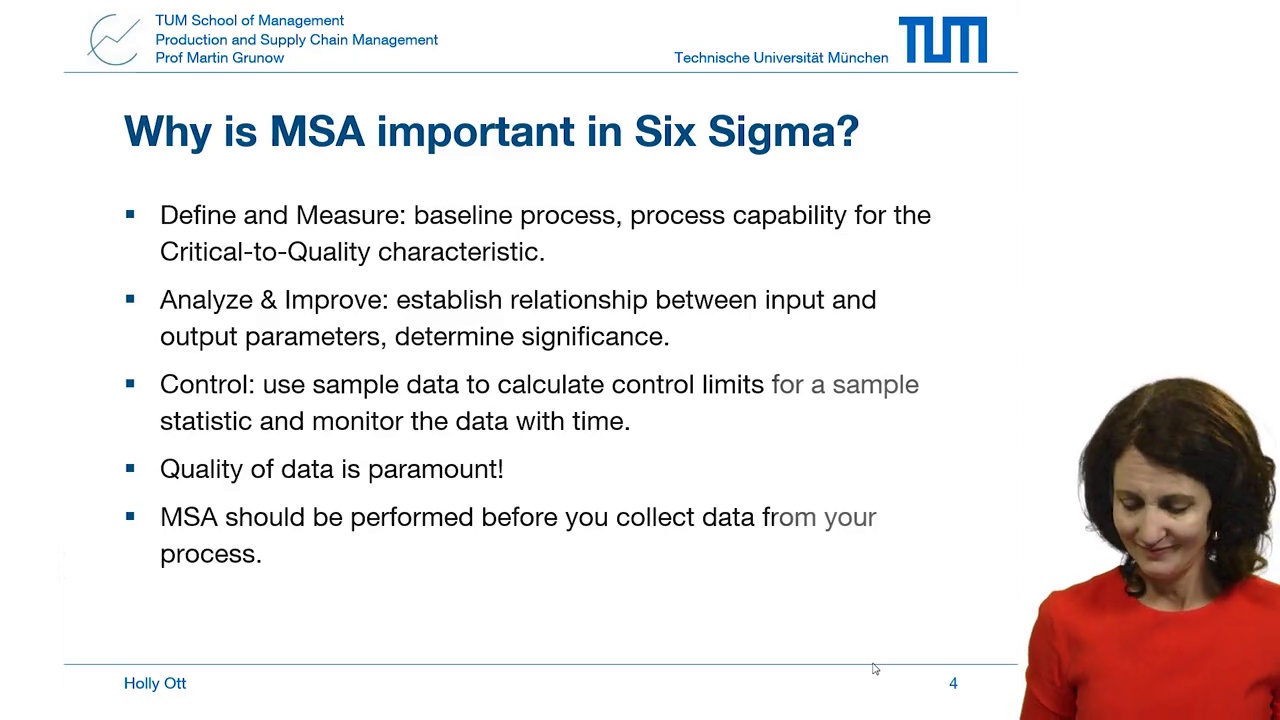 TUM School of Management
Production and Supply Chain Management
Prof Martin Grunow
Technische Universität München
TUM
Why is MSA important in Six Sigma?
Define and Measure: baseline process, process capability for the
Critical-to-Quality characteristic.
Analyze & Improve: establish relationship between input and
output parameters, determine significance.
Control: use sample data to calculate control limits for a sample
statistic and monitor the data with time.
Quality of data is paramount!
MSA should be performed before you collect data from your
process.
Holly Ott
4